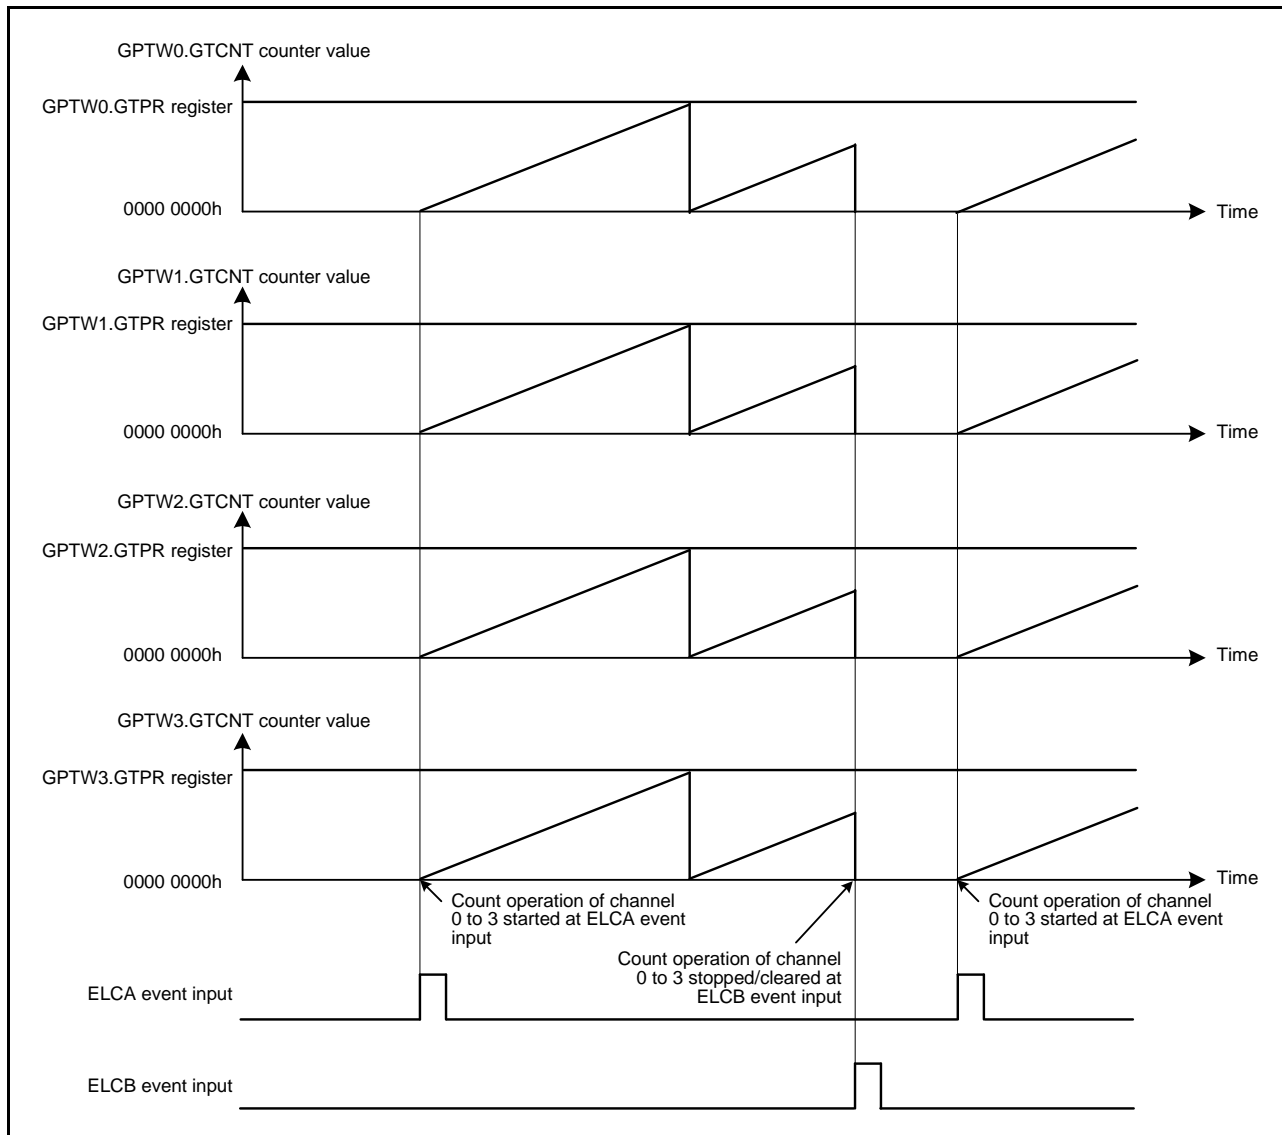 GPTW0.GTCNT counter value
GPTW0.GTPR register
0000 0000h
Time
GPTW1.GTCNT counter value
GPTW1.GTPR register
0000 0000h
Time
GPTW2.GTCNT counter value
GPTW2.GTPR register
0000 0000h
Time
GPTW3.GTCNT counter value
GPTW3.GTPR register
0000 0000h
Time
Count operation of channel
0 to 3 started at ELCA event
input
Count operation of channel
0 to 3 stopped/cleared at
ELCB event input
Count operation of channel
0 to 3 started at ELCA event
input
ELCA event input
ELCB event input